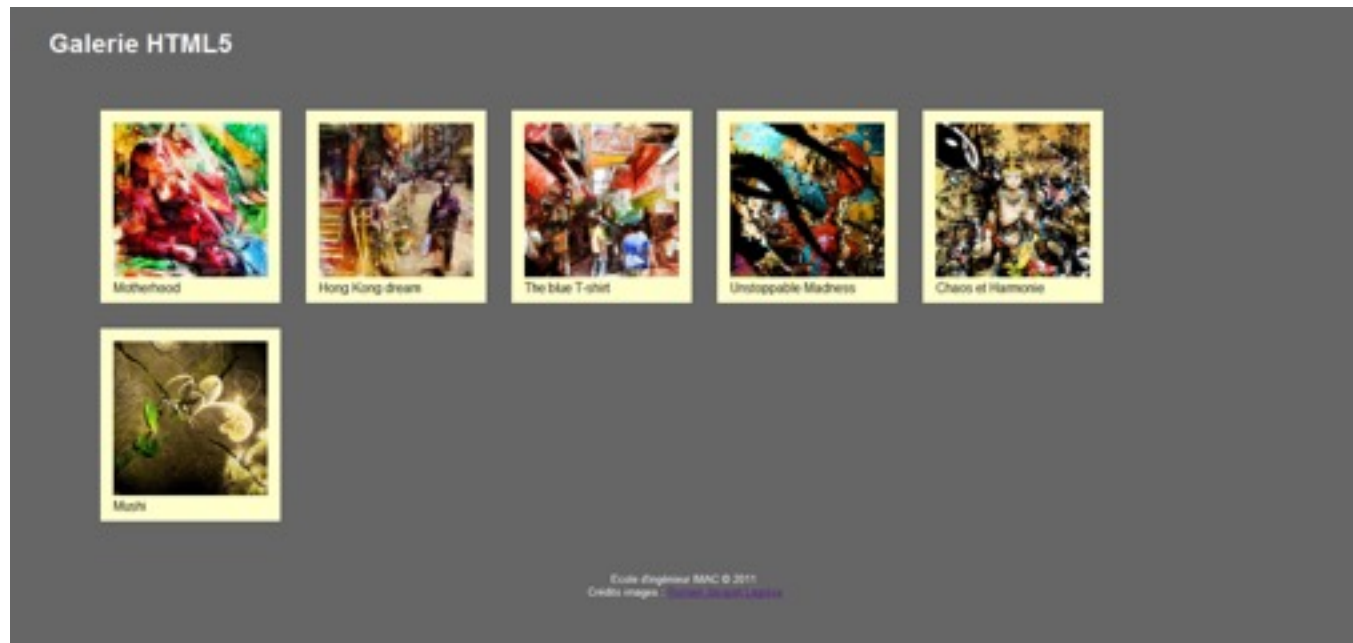 Galerie HTML5
Motherhood
Hong Kong dream
The blue T-shirt
Unstoppable Madness
Chaos et Harmonie
Mushi
Ecole d'ingénieur IMAC © 2011
Crédits images :